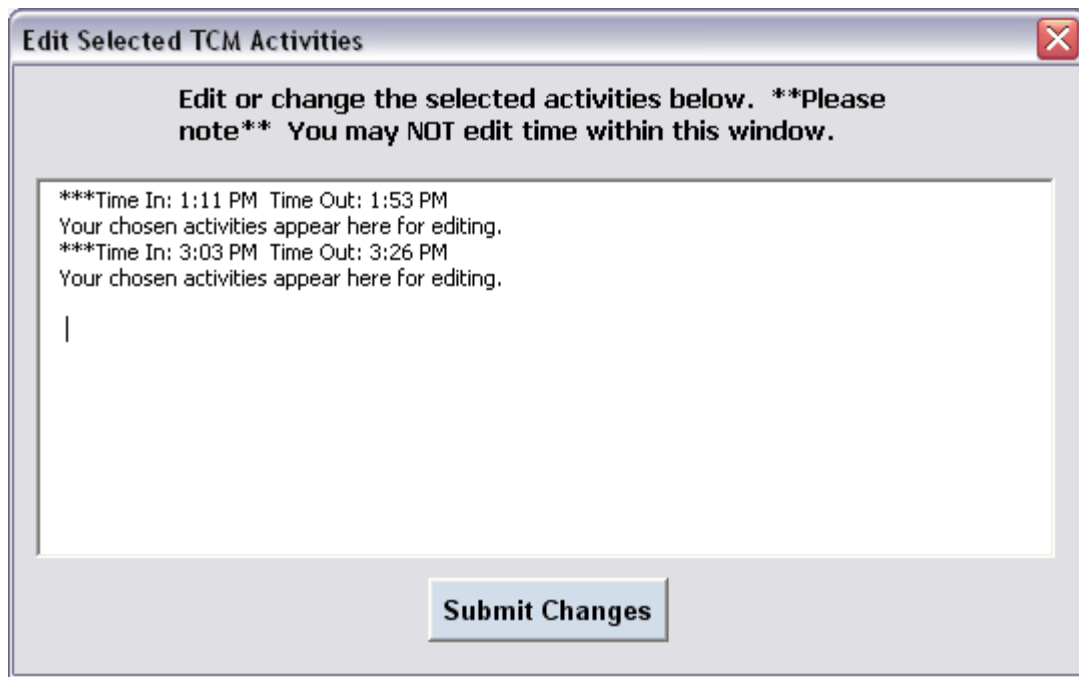 Edit Selected TCM Activities
Edit or change the selected activities below.  **Please
note**  You may NOT edit time within this window.
***Time In: 1:11 PM  Time Out: 1:53 PM
Your chosen activities appear here for editing.
***Time In: 3:03 PM  Time Out: 3:26 PM
Your chosen activities appear here for editing.
Submit Changes